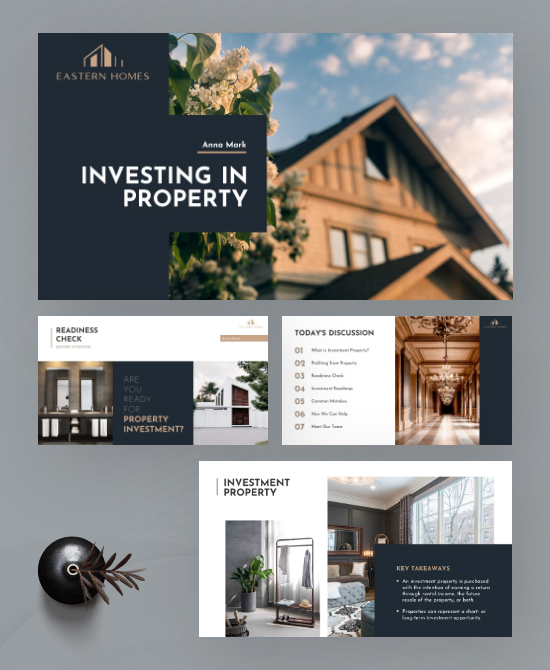 EASTERN HOMES
Anna Mark
INVESTING IN
PROPERTY
READINESS
CHECK
BEFORE INVESTING
Anna Mark
ARE
YOU
READY
FOR
PROPERTY
INVESTMENT?
TODAY'S DISCUSSION
01 What is Investment Property?
02 Profiting from Property
03 Readiness Check
04 Investment Roadmap
05 Common Mistakes
06 How We Can Help
07 Meet Our Team
INVESTMENT
PROPERTY
KEY TAKEAWAYS
• An investment property is purchased
with the intention of earning a return
through rental income, the future
resale of the property, or both.
• Properties can represent a short- or
long-term investment opportunity.